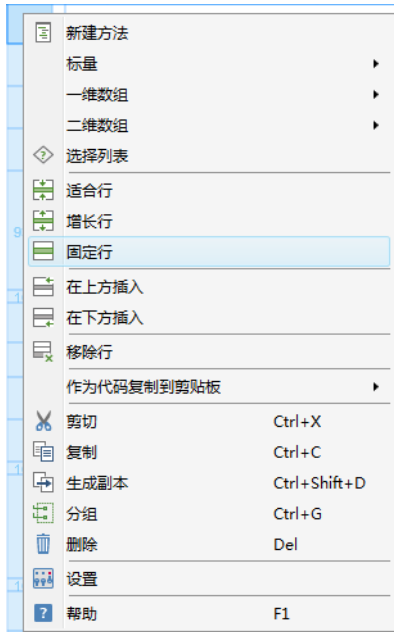 新建方法
标量
一维数组
二维数组
选择列表
适合行
增长行
固定行
在上方插入
在下方插入
移除行
作为代码复制到剪贴板
剪切 Ctrl+X
复制 Ctrl+C
生成副本 Ctrl+Shift+D
分组 Ctrl+G
删除 Del
设置
帮助 F1